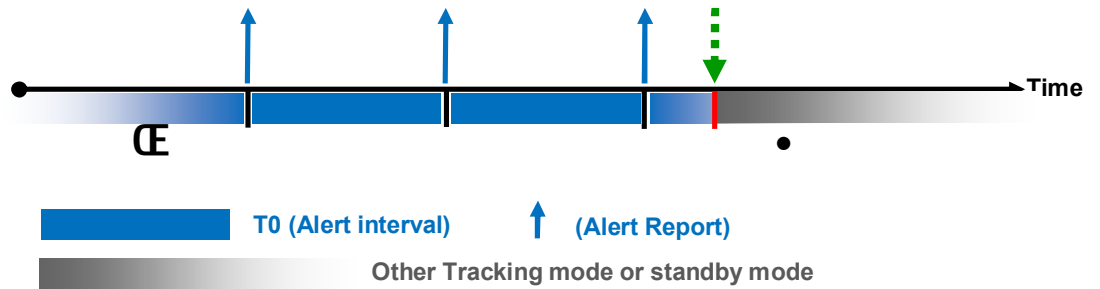 Time
Œ
●
T0 (Alert interval)
(Alert Report)
Other Tracking mode or standby mode